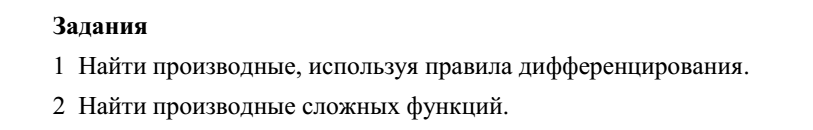 Задания
1 Найти производные, используя правила дифференцирования.
2 Найти производные сложных функций.